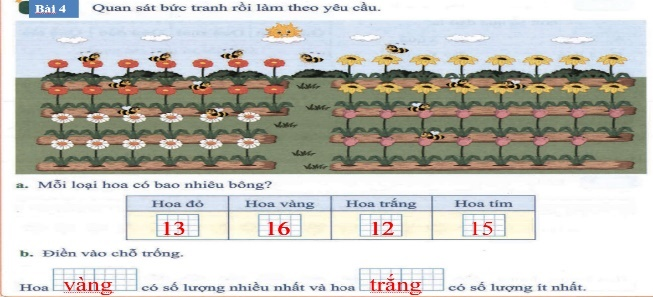 Bài 4 Quan sát bức tranh rồi làm theo yêu cầu.
a. Mỗi loại hoa có bao nhiêu bông?
Hoa đỏ Hoa vàng Hoa trắng Hoa tím
13 16 12 15
b. Điền vào chỗ trống.
Hoa vàng có số lượng nhiều nhất và hoa trắng có số lượng ít nhất.